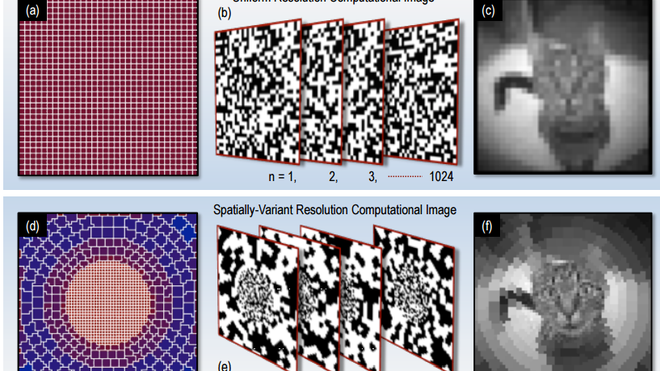 Uniform Resolution Computational Image
(a)
(b)
(c)
n = 1, 2, 3, 1024
Spatially-Variant Resolution Computational Image
(d)
(f)
(e)